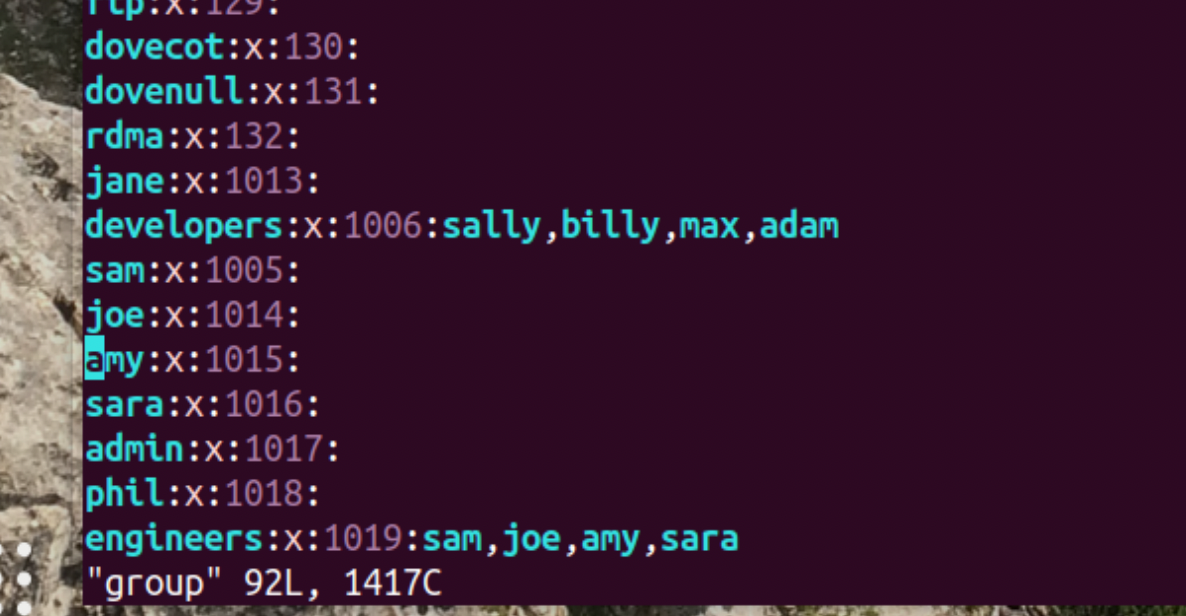 ftp:x:129:
dovecot:x:130:
dovenull:x:131:
rdma:x:132:
jane:x:1013:
developers:x:1006:sally,billy,max,adam
sam:x:1005:
joe:x:1014:
amy:x:1015:
sara:x:1016:
admin:x:1017:
phil:x:1018:
engineers:x:1019:sam,joe,amy,sara
"group" 92L, 1417C